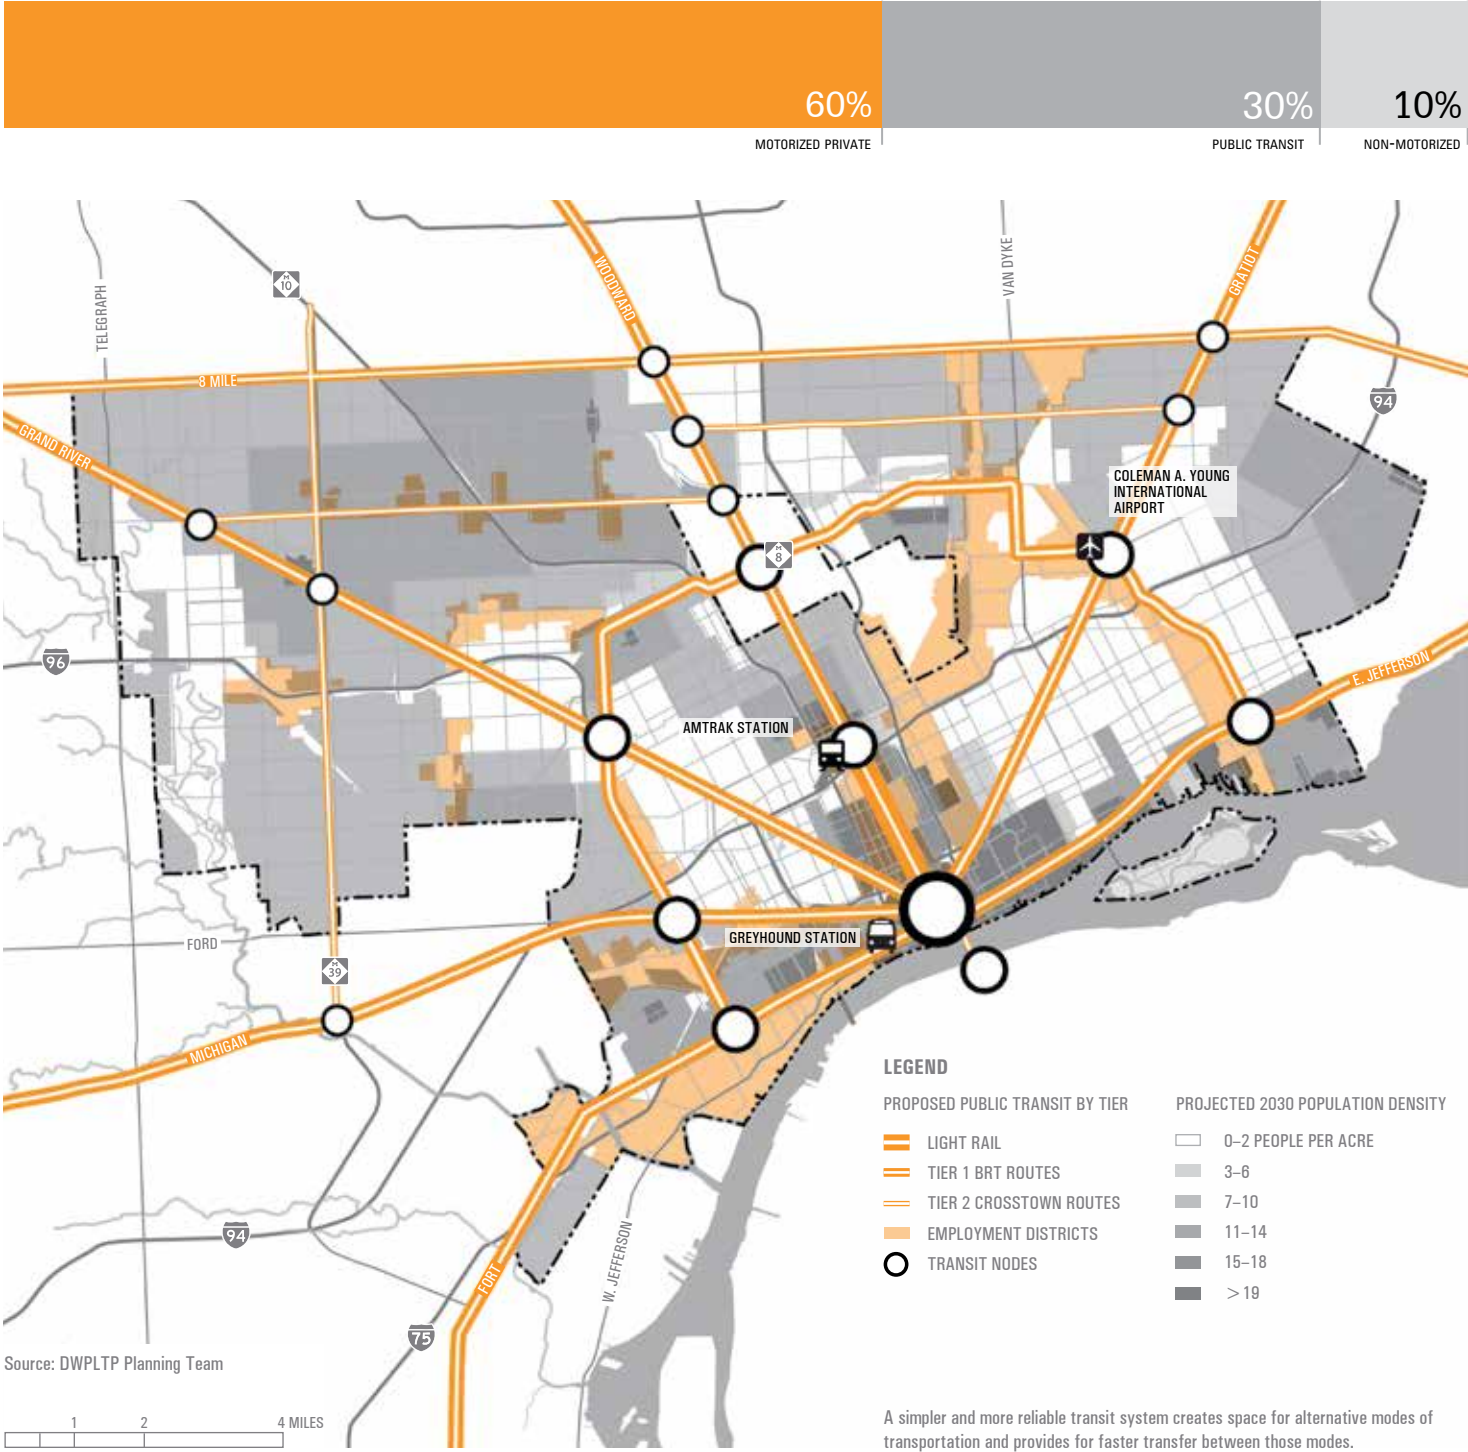 60%
30%
10%
MOTORIZED PRIVATE
PUBLIC TRANSIT
NON-MOTORIZED
WOODWARD
VAN DYKE
GRATIOT
TELEGRAPH
M
10
8 MILE
94
GRAND RIVER
COLEMAN A. YOUNG
INTERNATIONAL
AIRPORT
M
8
96
E. JEFFERSON
AMTRAK STATION
FORD
GREYHOUND STATION
M
39
MICHIGAN
94
W. JEFFERSON
FORT
75
LEGEND
PROPOSED PUBLIC TRANSIT BY TIER
LIGHT RAIL
TIER 1 BRT ROUTES
TIER 2 CROSSTOWN ROUTES
EMPLOYMENT DISTRICTS
TRANSIT NODES
PROJECTED 2030 POPULATION DENSITY
0–2 PEOPLE PER ACRE
3–6
7–10
11–14
15–18
>19
Source: DWPLTP Planning Team
1 2 4 MILES
A simpler and more reliable transit system creates space for alternative modes of
transportation and provides for faster transfer between those modes.